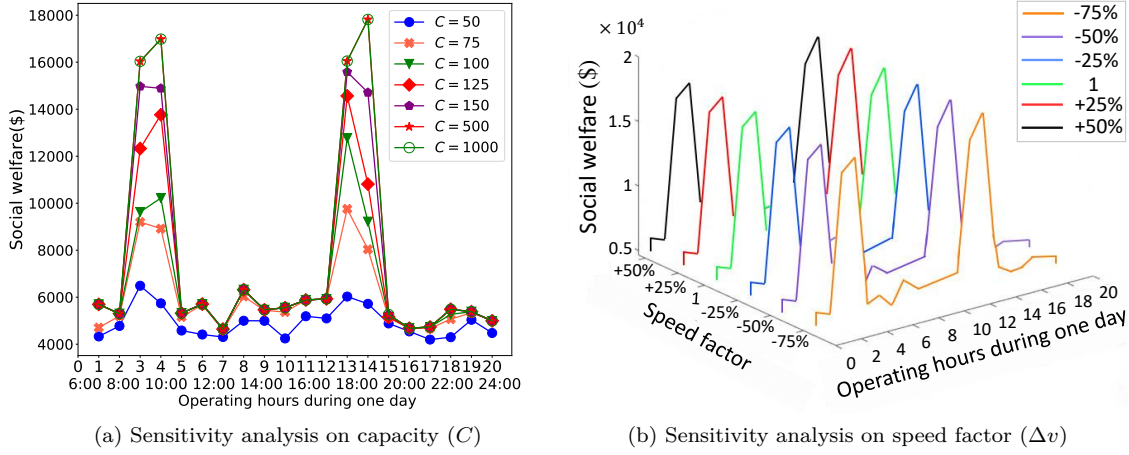 18000
16000
14000
12000
10000
8000
6000
4000
Social welfare($)
C = 50
C = 75
C = 100
C = 125
C = 150
C = 500
C = 1000
0 1 2 3 4 5 6 7 8 9 10 11 12 13 14 15 16 17 18 19 20
6:00 8:00 10:00 12:00 14:00 16:00 18:00 20:00 22:00 24:00
Operating hours during one day
(a) Sensitivity analysis on capacity (C)
× 10⁴
2
1.5
1
0.5
Social welfare ($)
-75%
-50%
-25%
1
+25%
+50%
+50%
+25%
1
-25%
-50%
-75%
Speed factor
0 2 4 6 8 10 12 14 16 18 20
Operating hours during one day
(b) Sensitivity analysis on speed factor (Δv)